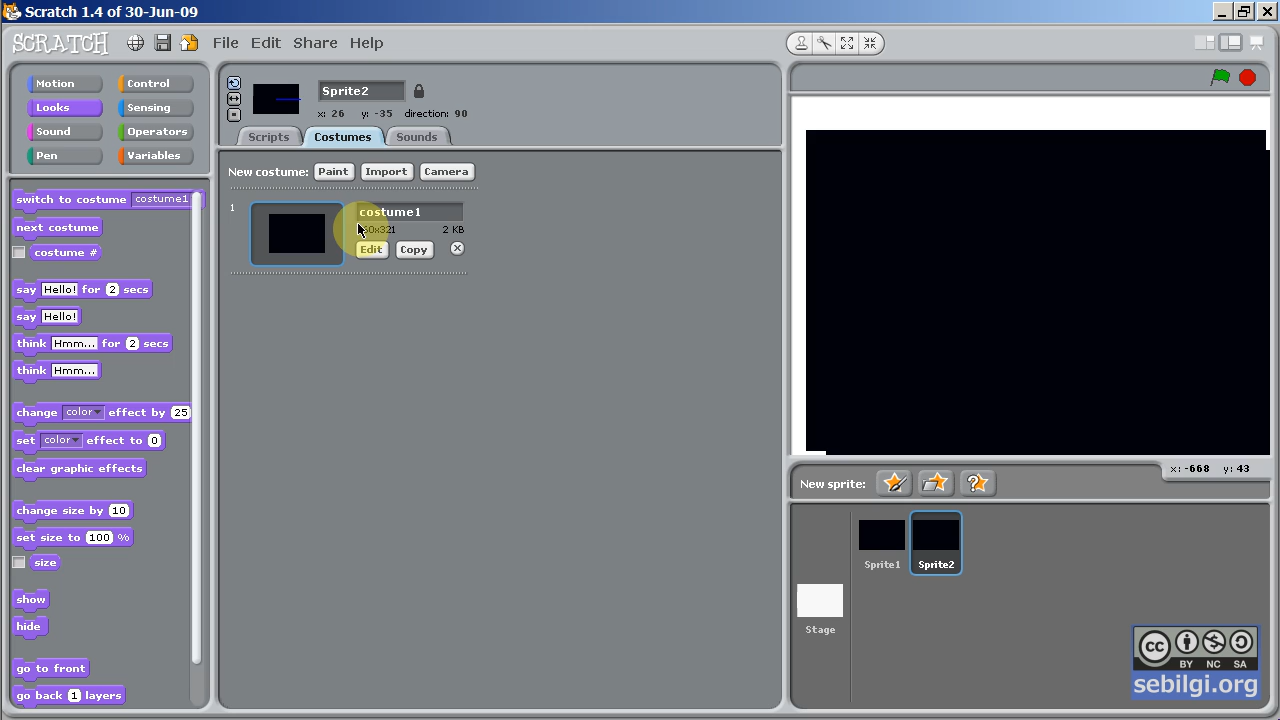 Scratch 1.4 of 30-Jun-09
SCRATCH File Edit Share Help
Motion Control
Looks Sensing
Sound Operators
Pen Variables
switch to costume costume1
next costume
costume #
say Hello! for 2 secs
say Hello!
think Hmm... for 2 secs
think Hmm...
change color effect by 25
set color effect to 0
clear graphic effects
change size by 10
set size to 100 %
size
show
hide
go to front
go back 1 layers
Sprite2
x: 26 y: -35 direction: 90
Scripts Costumes Sounds
New costume: Paint Import Camera
1
costume1
2 KB
Edit Copy
x: -668 y: 43
New sprite:
Sprite1 Sprite2
Stage
cc BY NC SA
sebilgi.org